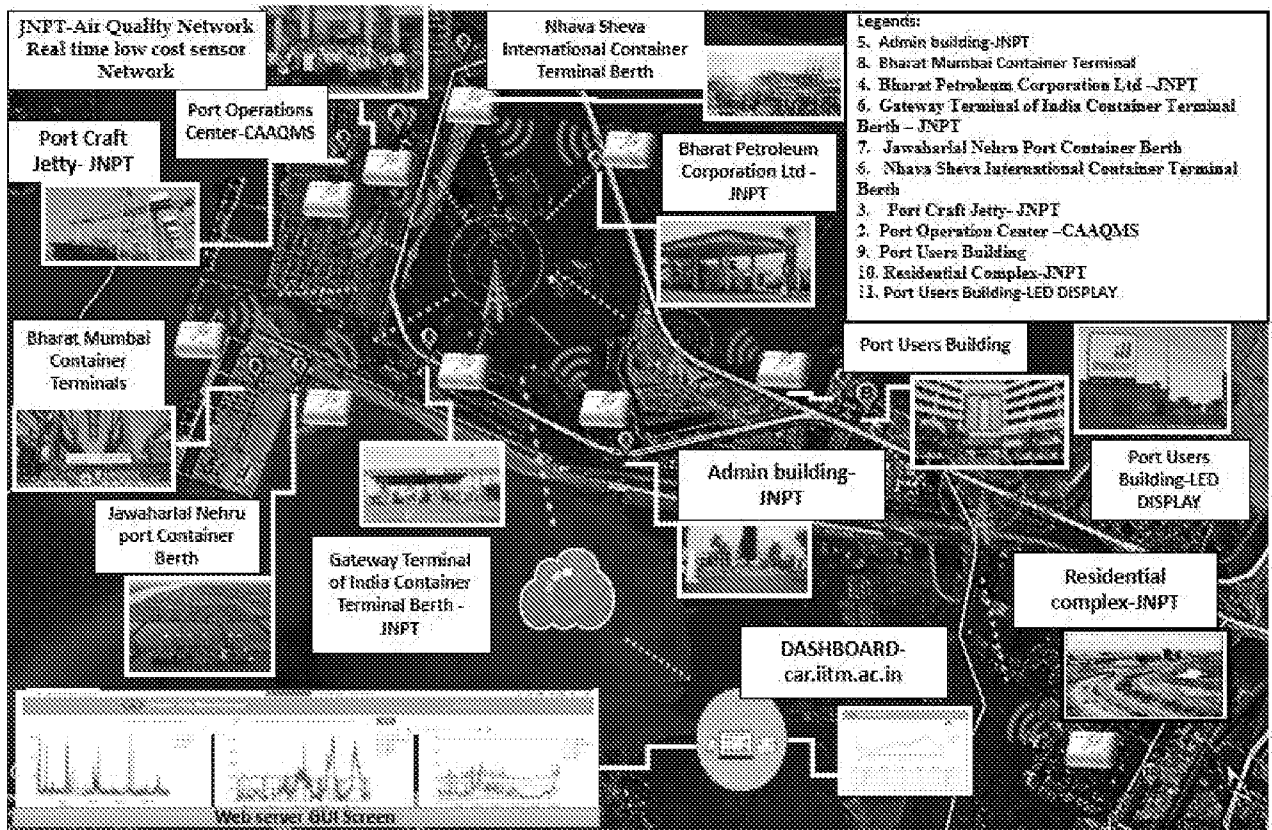 JNPT-Air Quality Network
Real time low cost sensor
Network
Port Operations
Center-CAAQMS
Nhava Sheva
International Container
Terminal Berth
Port Craft
Jetty- JNPT
Bharat Petroleum
Corporation Ltd -
JNPT
Legends:
5. Admin building-JNPT
8. Bharat Mumbai Container Terminal
4. Bharat Petroleum Corporation Ltd –JNPT
6. Gateway Terminal of India Container Terminal
Berth – JNPT
7. Jawaharlal Nehru Port Container Berth
6. Nhava Sheva International Container Terminal
Berth
3. Port Craft Jetty- JNPT
2. Port Operation Center –CAAQMS
9. Port Users Building
10. Residential Complex-JNPT
11. Port Users Building-LED DISPLAY
Bharat Mumbai
Container
Terminals
Port Users Building
Port Users
Building-LED
DISPLAY
Admin building-
JNPT
Jawaharlal Nehru
port Container
Berth
Gateway Terminal
of India Container
Terminal Berth -
JNPT
Residential
complex-JNPT
DASHBOARD-
car.iitm.ac.in
Web server GUI Screen